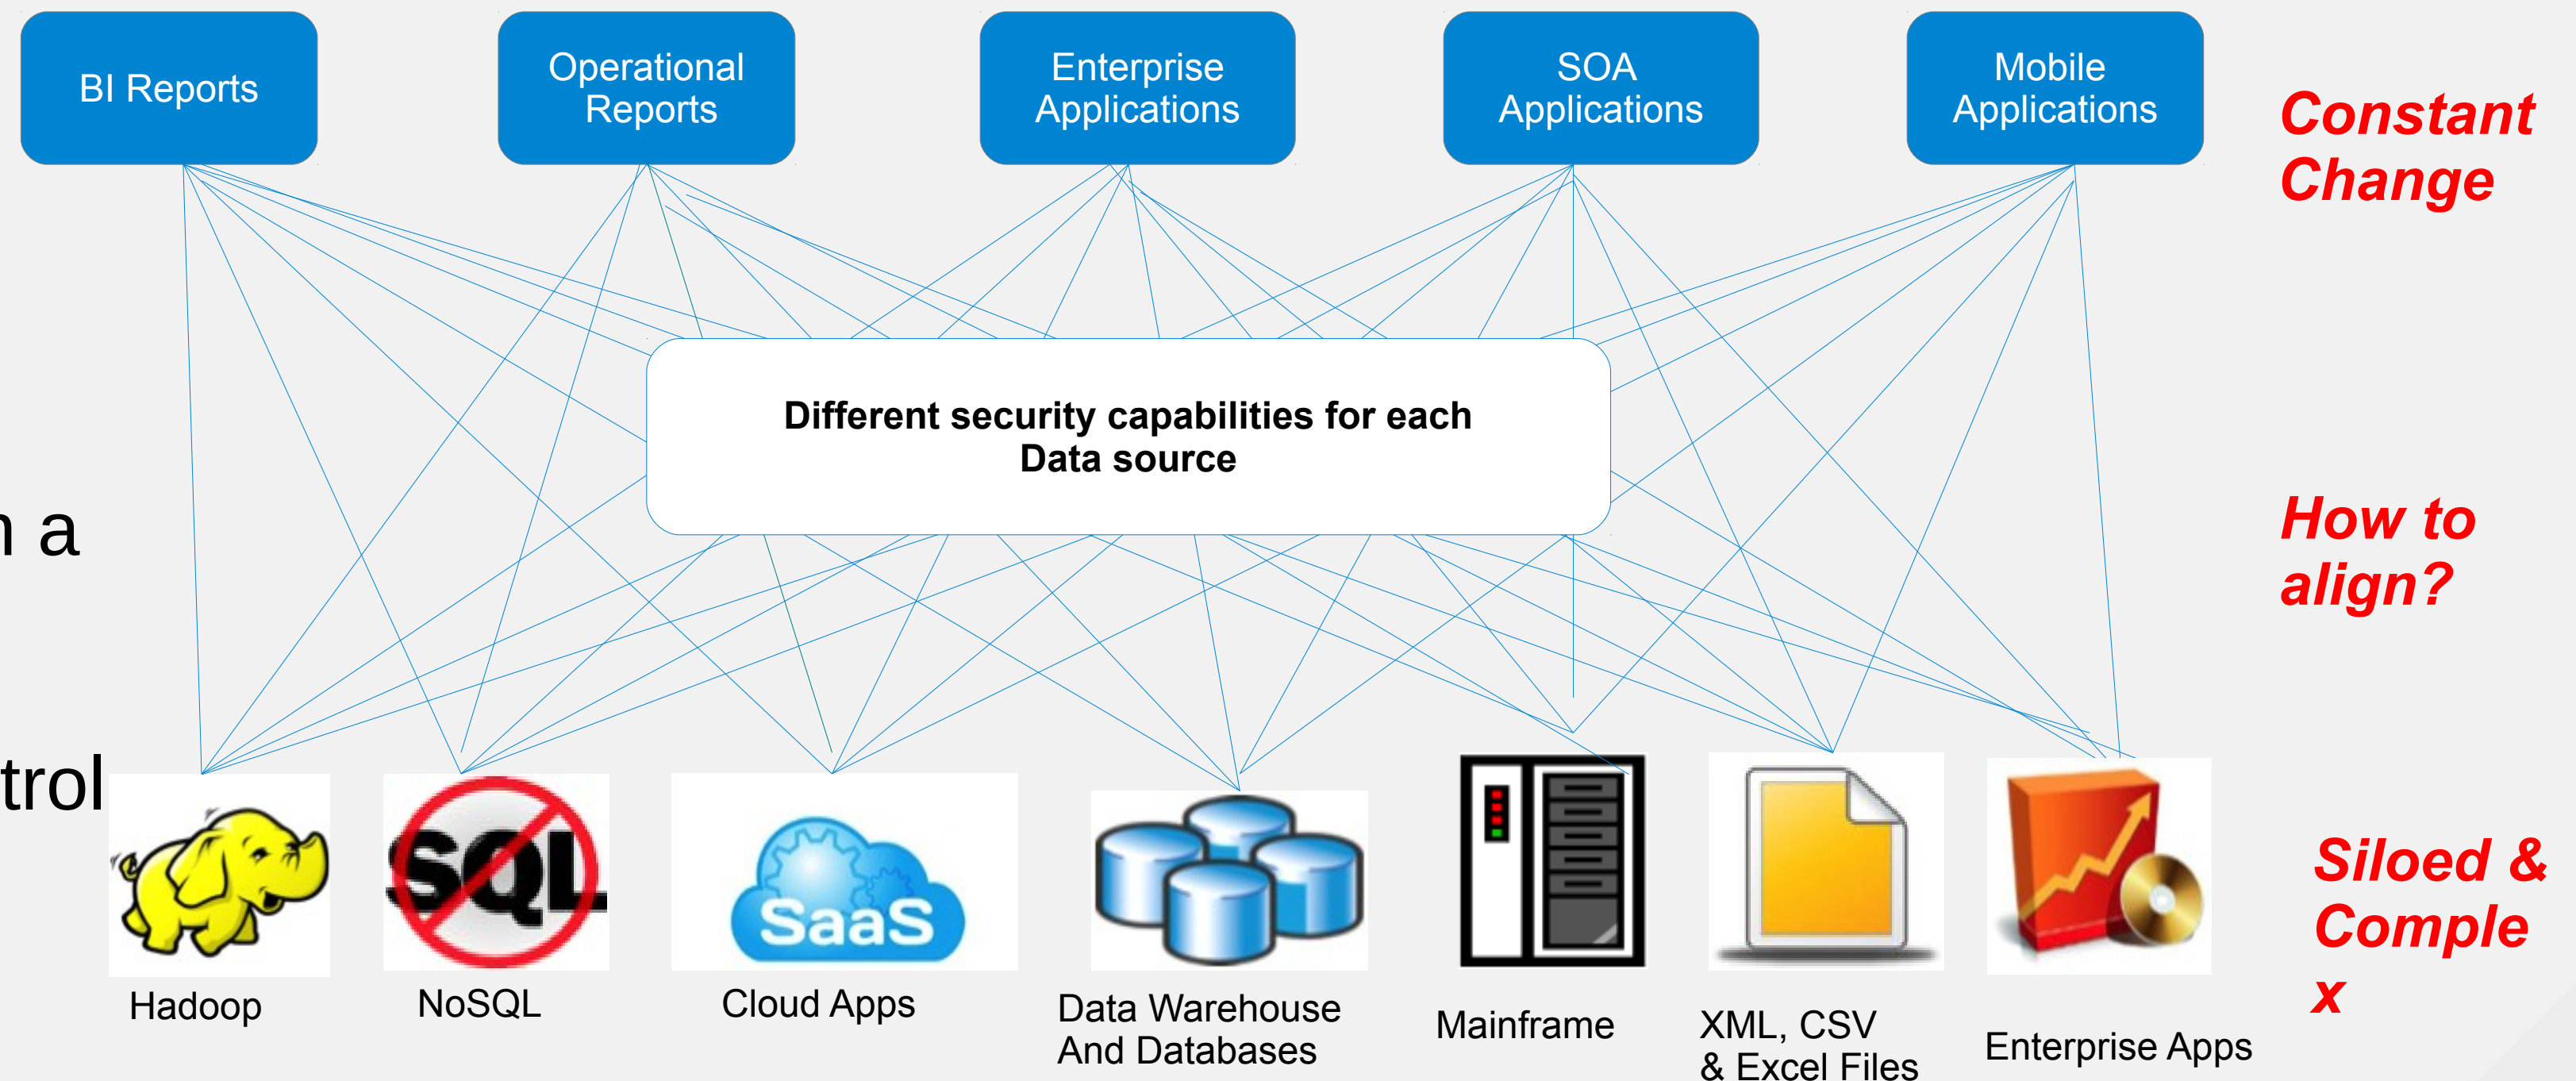 BI Reports
Operational
Reports
Enterprise
Applications
SOA
Applications
Mobile
Applications
Constant
Change
Different security capabilities for each
Data source
a
How to
align?
trol
SQL
SaaS
Siloed &
Comple
x
Hadoop
NoSQL
Cloud Apps
Data Warehouse
And Databases
Mainframe
XML, CSV
& Excel Files
Enterprise Apps